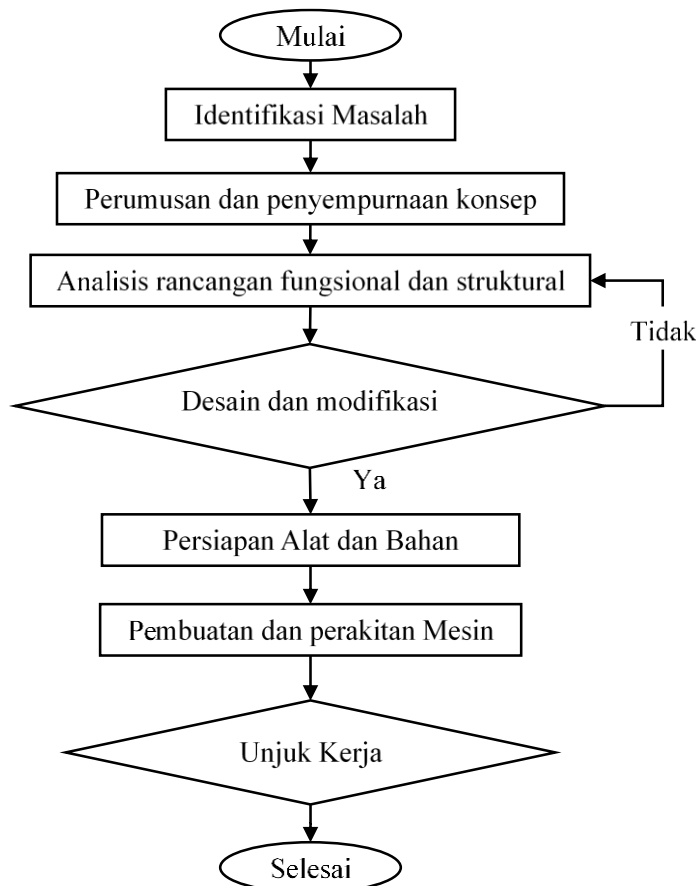 Mulai
Identifikasi Masalah
Perumusan dan penyempurnaan konsep
Analisis rancangan fungsional dan struktural
Tidak
Desain dan modifikasi
Ya
Persiapan Alat dan Bahan
Pembuatan dan perakitan Mesin
Unjuk Kerja
Selesai